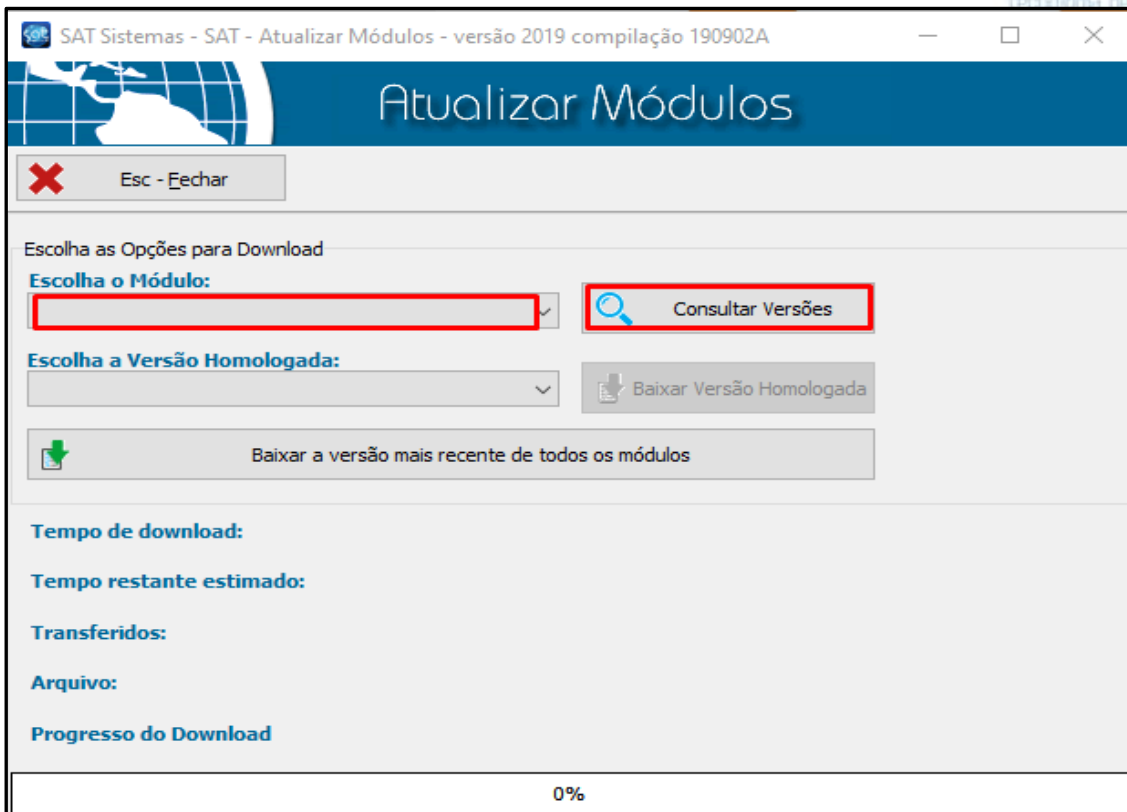 SAT Sistemas - SAT - Atualizar Módulos - versão 2019 compilação 190902A
Atualizar Módulos
Esc - Fechar
Escolha as Opções para Download
Escolha o Módulo:
Consultar Versões
Escolha a Versão Homologada:
Baixar Versão Homologada
Baixar a versão mais recente de todos os módulos
Tempo de download:
Tempo restante estimado:
Transferidos:
Arquivo:
Progresso do Download
0%